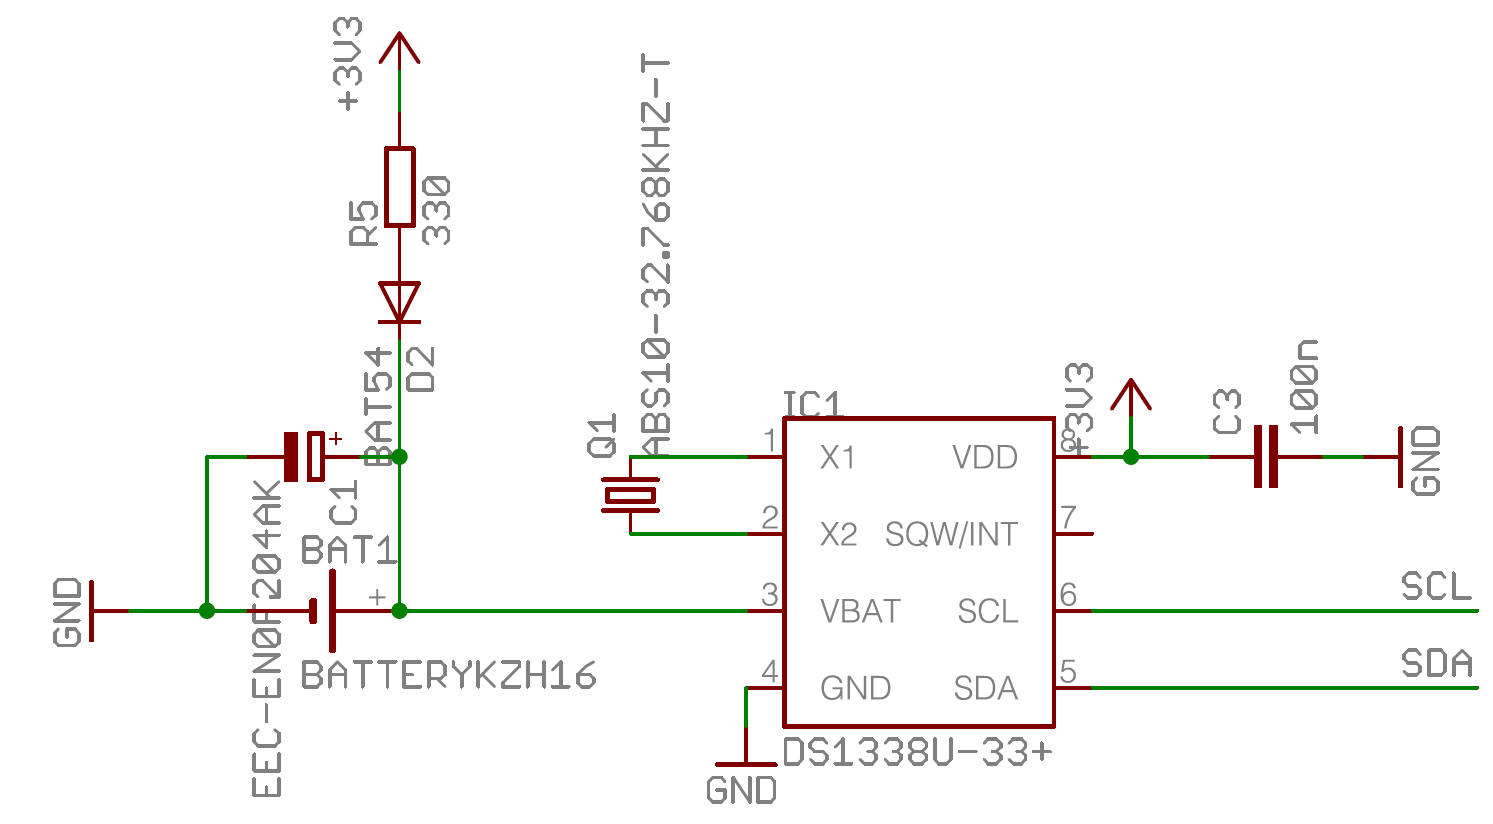 +3V3
R5
330
BAT54
D2
+
C1
EEC-EN0F204AK
BAT1
+
BATTERYKZH16
GND
Q1
ABS10-32.768KHZ-T
IC1
1
X1
2
X2
3
VBAT
4
GND
VDD
8
SQW/INT
7
SCL
6
SDA
5
DS1338U-33+
GND
+3V3
C3
100n
GND
SCL
SDA